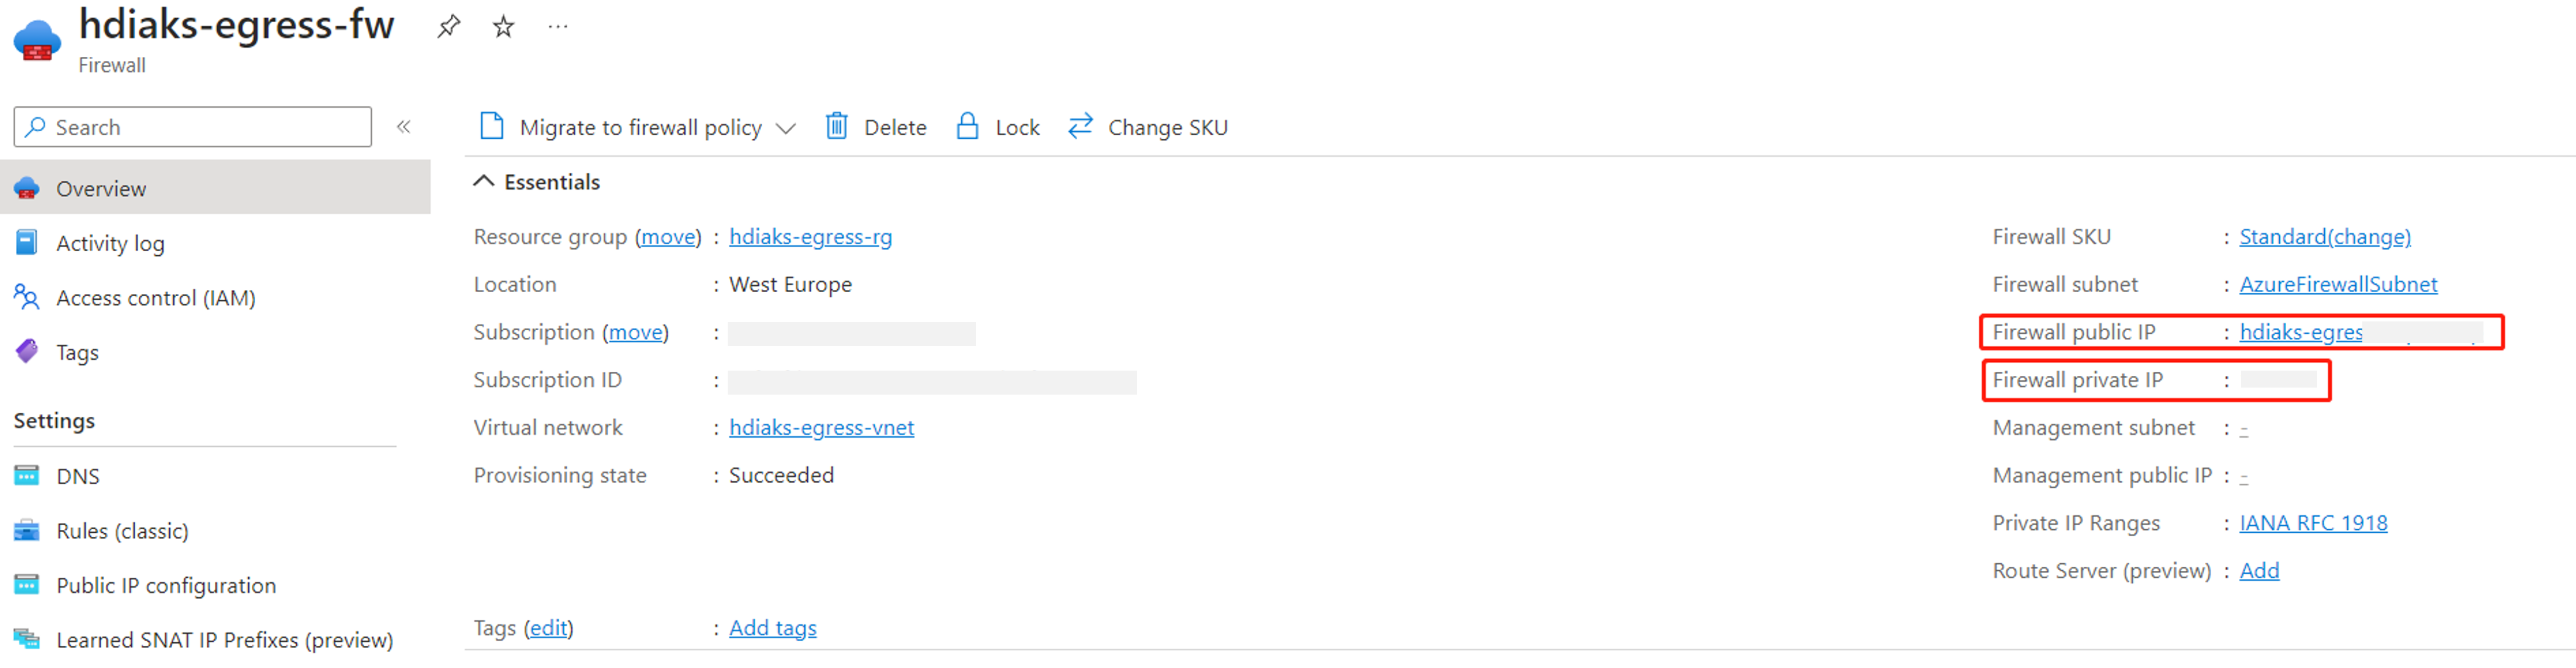 hdiaks-egress-fw
Firewall
Search
Overview
Activity log
Access control (IAM)
Tags
Settings
DNS
Rules (classic)
Public IP configuration
Learned SNAT IP Prefixes (preview)
Migrate to firewall policy
Delete
Lock
Change SKU
Essentials
Resource group (move) : hdiaks-egress-rg
Location : West Europe
Subscription (move) :
Subscription ID :
Virtual network : hdiaks-egress-vnet
Provisioning state : Succeeded
Firewall SKU : Standard(change)
Firewall subnet : AzureFirewallSubnet
Firewall public IP : hdiaks-egres
Firewall private IP :
Management subnet : -
Management public IP : -
Private IP Ranges : IANA RFC 1918
Route Server (preview) : Add
Tags (edit) : Add tags